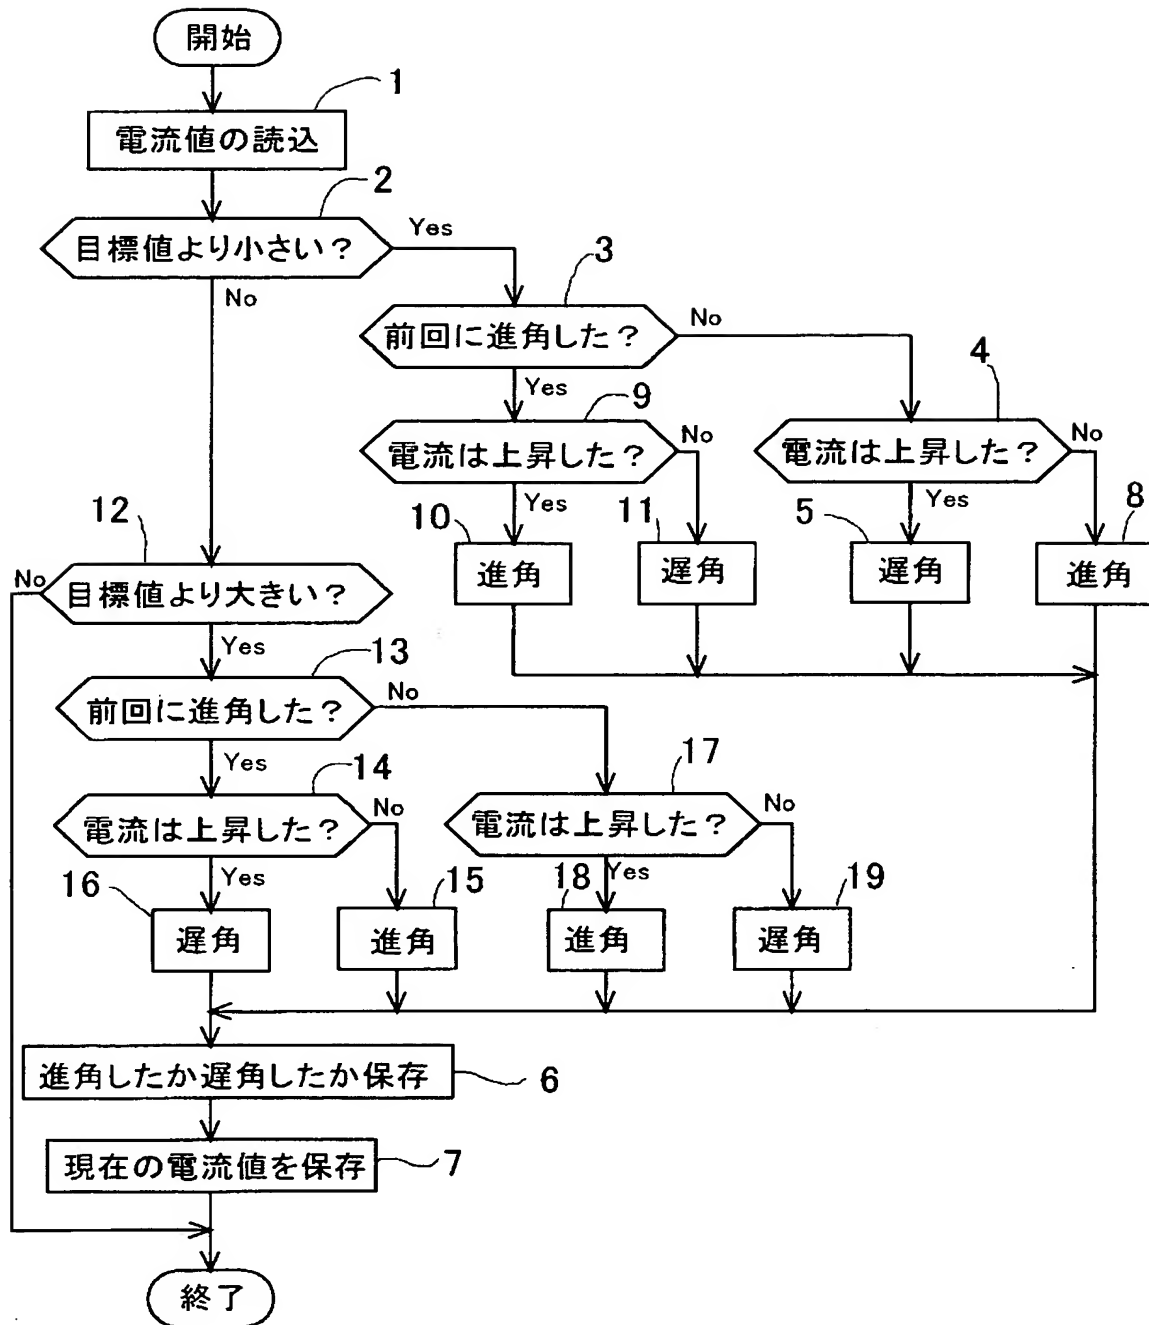 開始
1
電流値の読込
2
目標値より小さい？
Yes
No
3
前回に進角した？
No
Yes
4
電流は上昇した？
No
Yes
9
電流は上昇した？
No
Yes
10
進角
11
遅角
5
遅角
8
進角
12
No
目標値より大きい？
Yes
13
前回に進角した？
No
Yes
14
電流は上昇した？
No
Yes
17
電流は上昇した？
No
Yes
16
遅角
15
進角
18
進角
19
遅角
進角したか遅角したか保存
6
現在の電流値を保存
7
終了